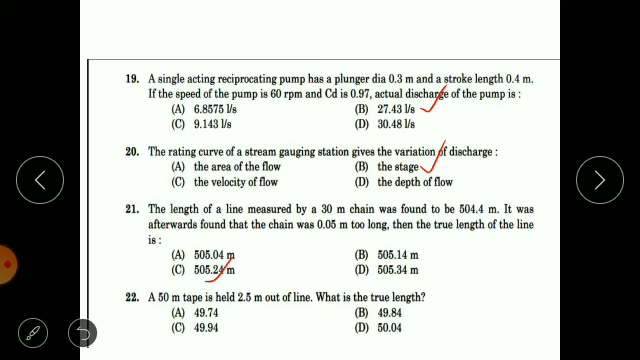 19. A single acting reciprocating pump has a plunger dia 0.3 m and a stroke length 0.4 m.
If the speed of the pump is 60 rpm and Cd is 0.97, actual discharge of the pump is :
(A) 6.8575 l/s (B) 27.43 l/s
(C) 9.143 l/s (D) 30.48 l/s
20. The rating curve of a stream gauging station gives the variation of discharge :
(A) the area of the flow (B) the stage
(C) the velocity of flow (D) the depth of flow
21. The length of a line measured by a 30 m chain was found to be 504.4 m. It was
afterwards found that the chain was 0.05 m too long, then the true length of the line
is :
(A) 505.04 m (B) 505.14 m
(C) 505.24 m (D) 505.34 m
22. A 50 m tape is held 2.5 m out of line. What is the true length?
(A) 49.74 (B) 49.84
(C) 49.94 (D) 50.04